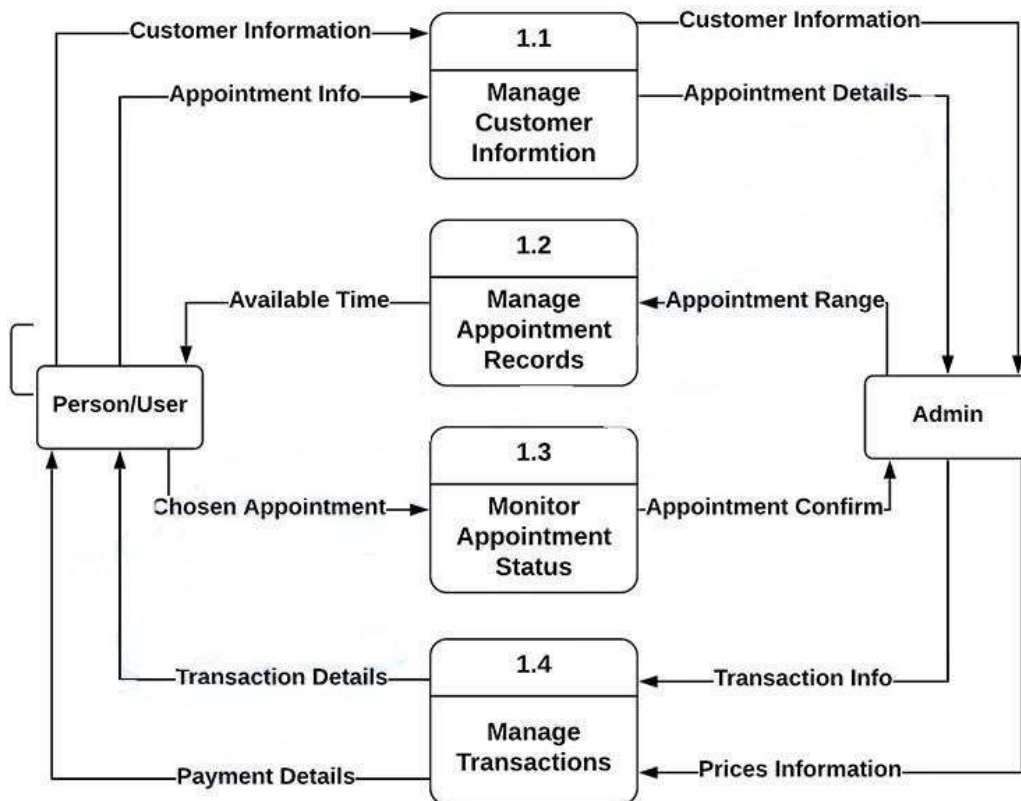 Customer Information
1.1
Customer Information
Appointment Info
Manage
Customer
Informtion
Appointment Details
1.2
Available Time
Manage
Appointment
Records
Appointment Range
Person/User
Admin
1.3
Chosen Appointment
Monitor
Appointment
Status
Appointment Confirm
1.4
Transaction Details
Transaction Info
Manage
Transactions
Payment Details
Prices Information